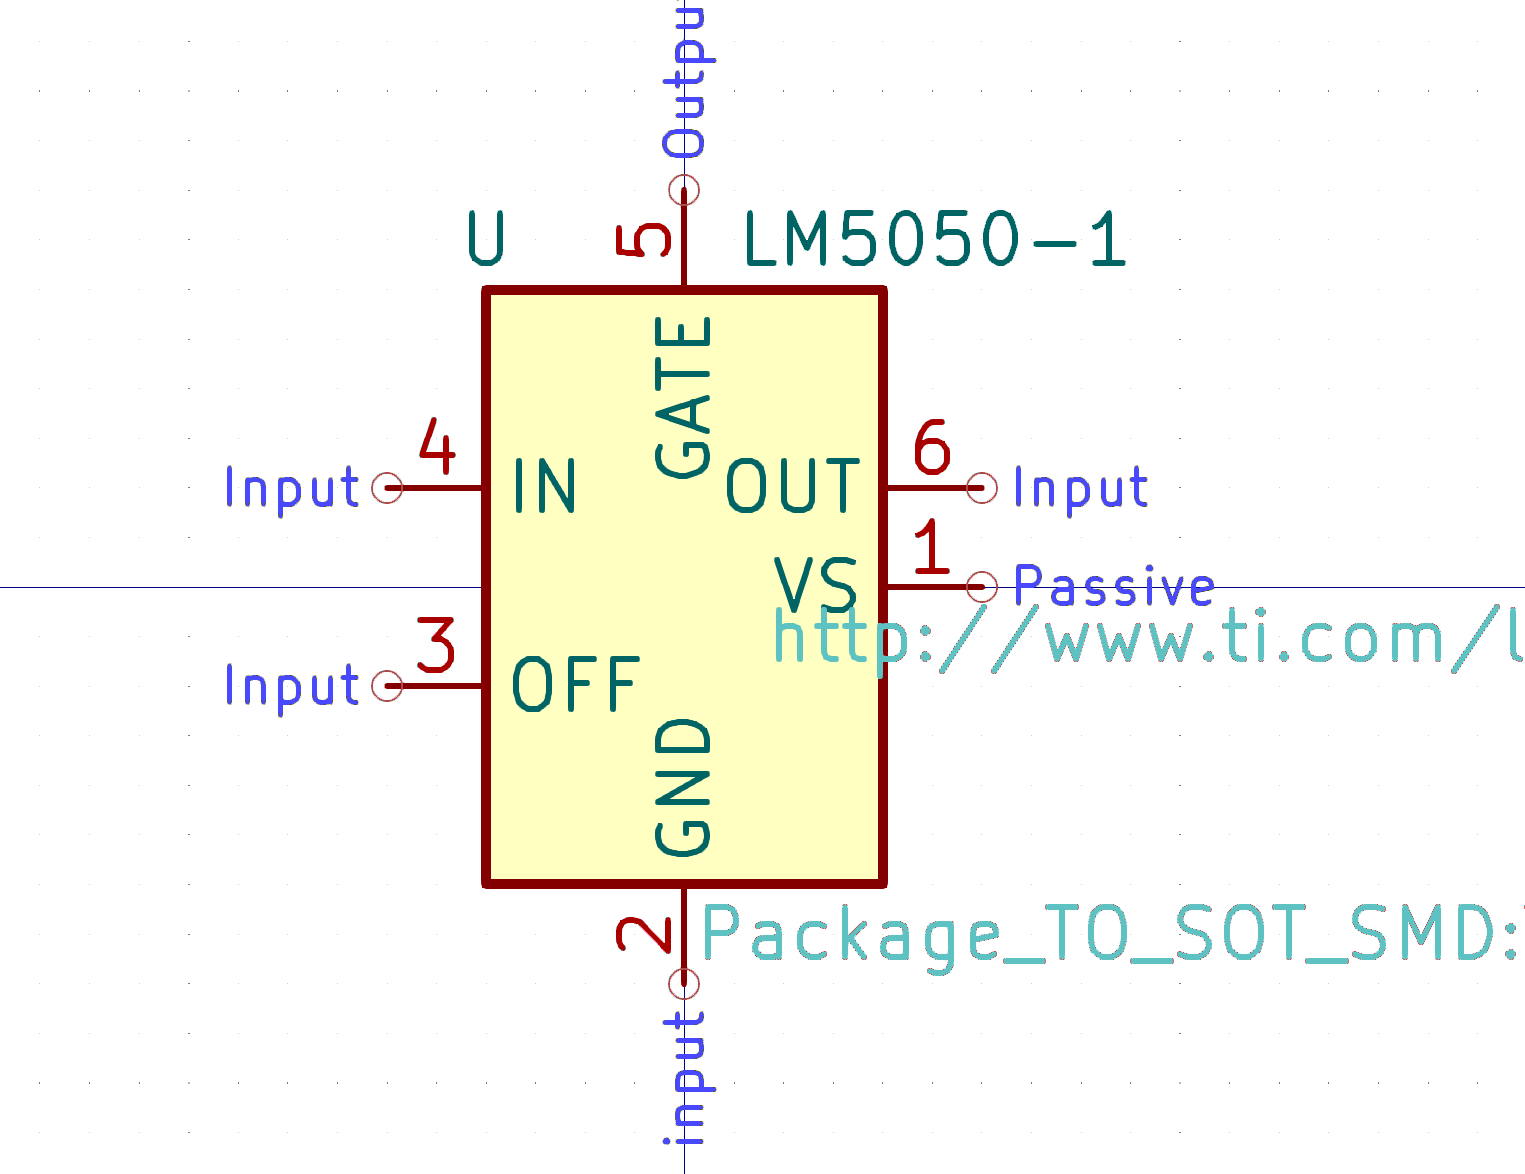 Outpu
U
5
LM5050-1
GATE
4
6
Input
IN
OUT
Input
1
VS
Passive
http://www.ti.com/l
3
Input
OFF
GND
2
Package_TO_SOT_SMD:
input